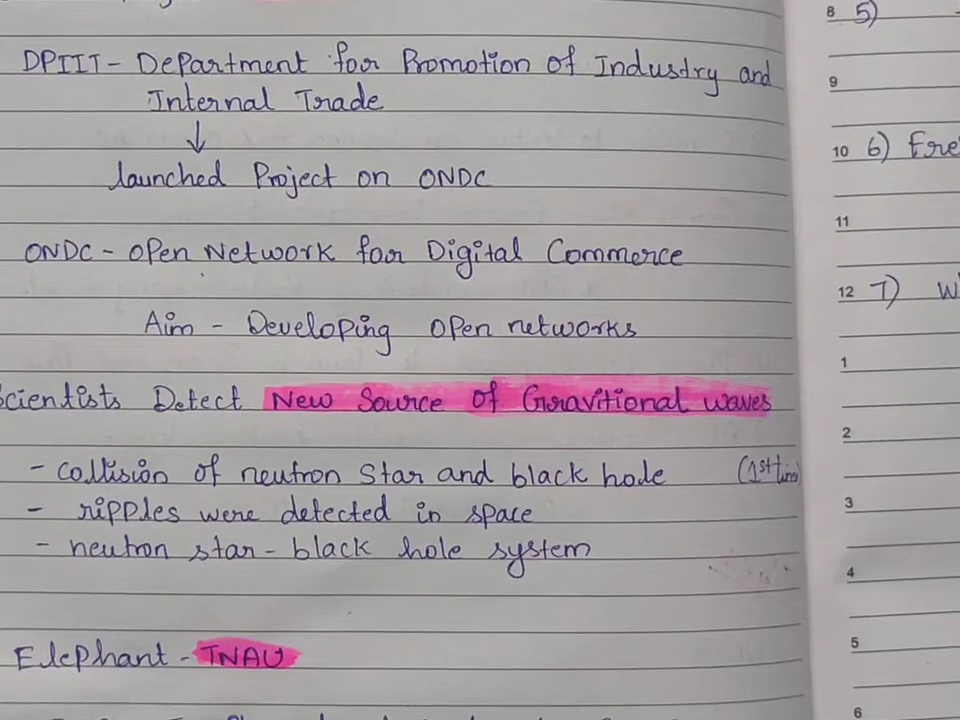 DPIIT - Department for Promotion of Industry and
Internal Trade
↓
launched Project on ONDC
ONDC - Open Network for Digital Commerce
Aim - Developing open networks
Scientists Detect New Source of Gravitional waves
- collision of neutron star and black hole (1st time)
- ripples were detected in space
- neutron star - black hole system
Elephant - TNAU
8 5)
9
10 6) Fre
11
12 7) W
1
2
3
4
5
6